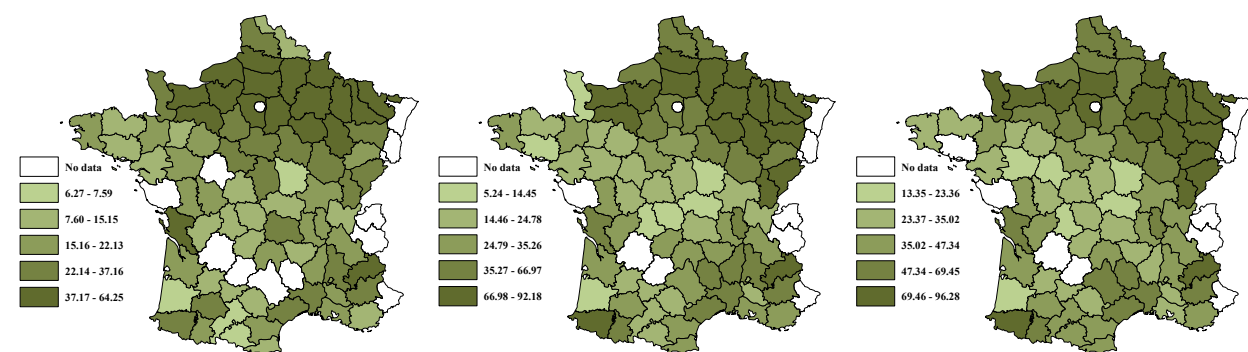 No data
6.27 - 7.59
7.60 - 15.15
15.16 - 22.13
22.14 - 37.16
37.17 - 64.25
No data
5.24 - 14.45
14.46 - 24.78
24.79 - 35.26
35.27 - 66.97
66.98 - 92.18
No data
13.35 - 23.36
23.37 - 35.02
35.02 - 47.34
47.34 - 69.45
69.46 - 96.28